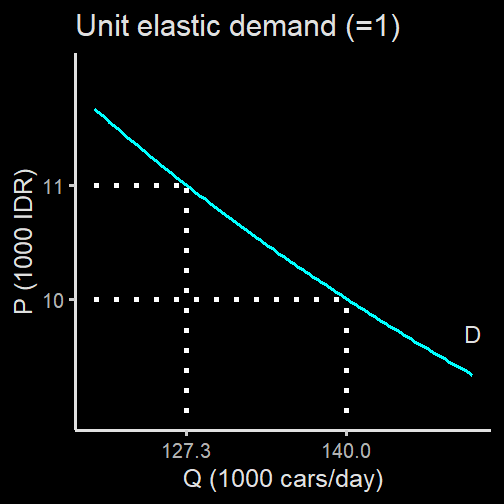 Unit elastic demand (=1)
P (1000 IDR)
11
10
D
127.3
140.0
Q (1000 cars/day)